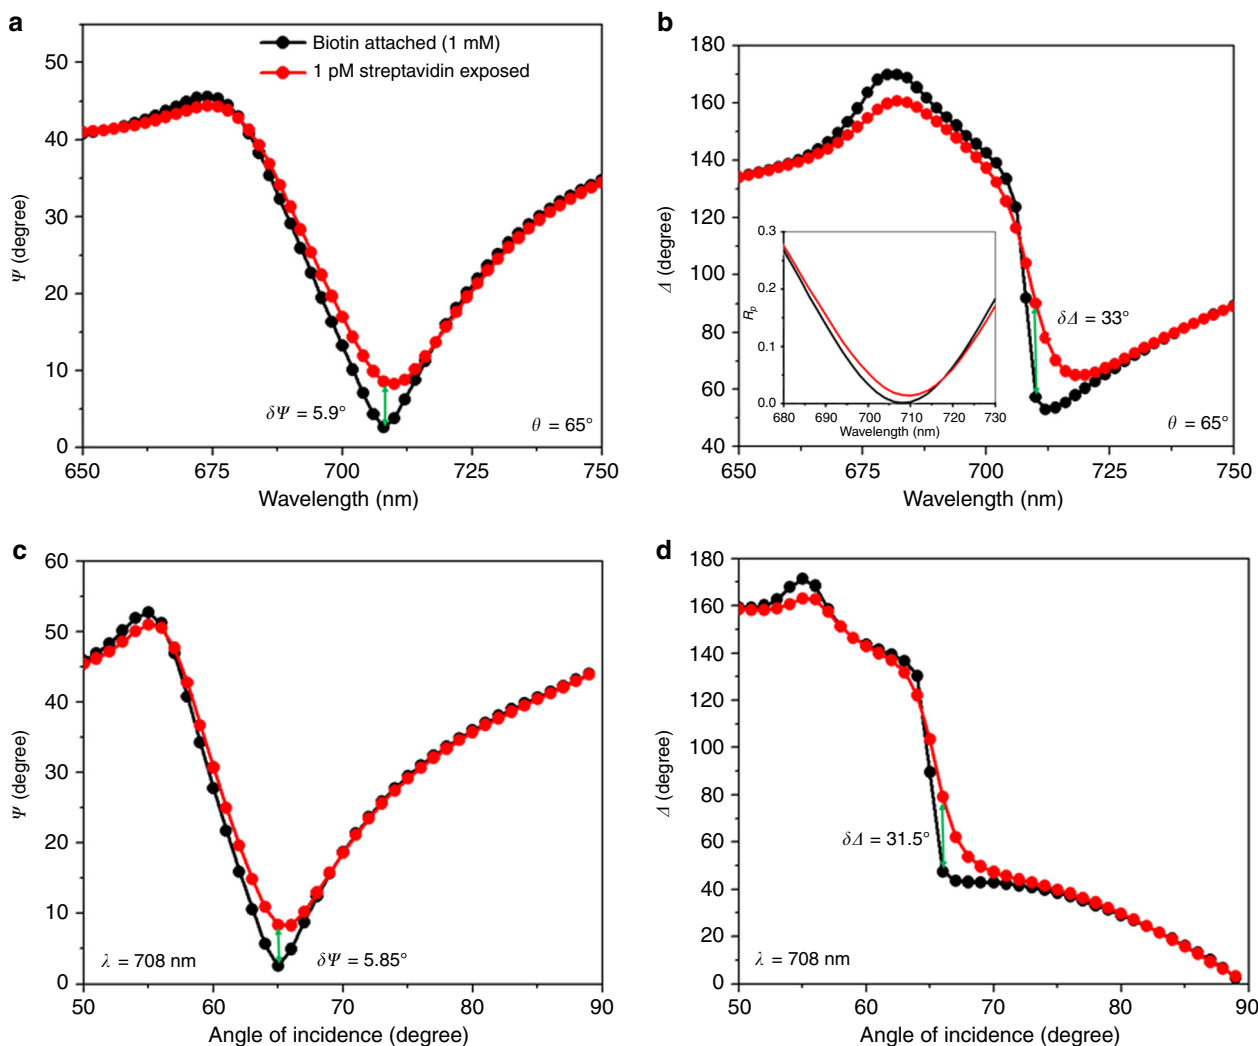 a
50
40
30
20
10
0
Ψ (degree)
Biotin attached (1 mM)
1 pM streptavidin exposed
δΨ = 5.9°
θ = 65°
650
675
700
725
750
Wavelength (nm)
b
180
160
140
120
100
80
60
40
Δ (degree)
0.3
0.2
0.1
0.0
Rp
680
690
700
710
720
730
Wavelength (nm)
δΔ = 33°
θ = 65°
650
675
700
725
750
Wavelength (nm)
c
60
50
40
30
20
10
0
Ψ (degree)
λ = 708 nm
δΨ = 5.85°
50
60
70
80
90
Angle of incidence (degree)
d
180
160
140
120
100
80
60
40
20
0
Δ (degree)
δΔ = 31.5°
λ = 708 nm
50
60
70
80
90
Angle of incidence (degree)